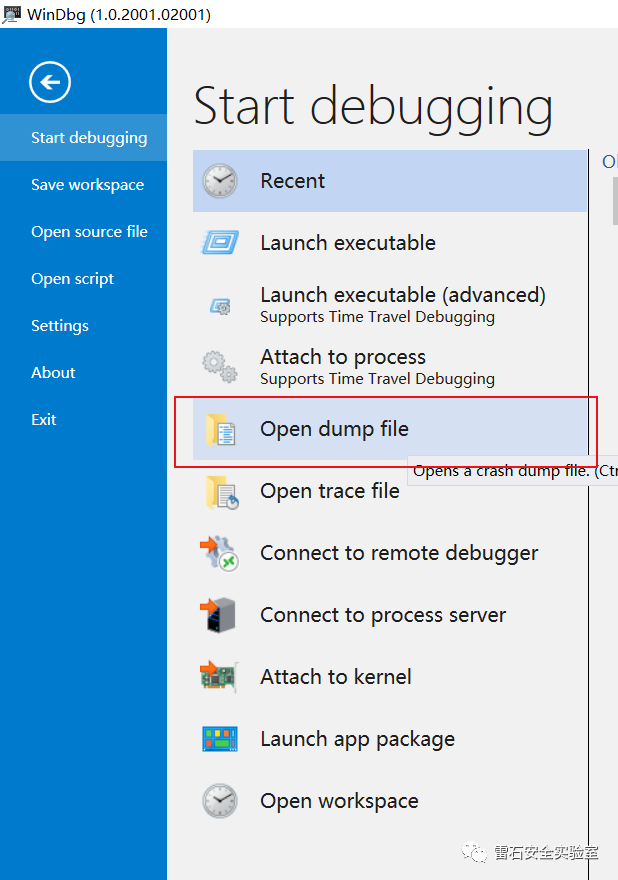 WinDbg (1.0.2001.02001)
Start debugging
Save workspace
Open source file
Open script
Settings
About
Exit
Start debugging
Recent
Launch executable
Launch executable (advanced)
Supports Time Travel Debugging
Attach to process
Supports Time Travel Debugging
Open dump file
Opens a crash dump file. (Ctr
Open trace file
Connect to remote debugger
Connect to process server
Attach to kernel
Launch app package
Open workspace
雷石安全实验室